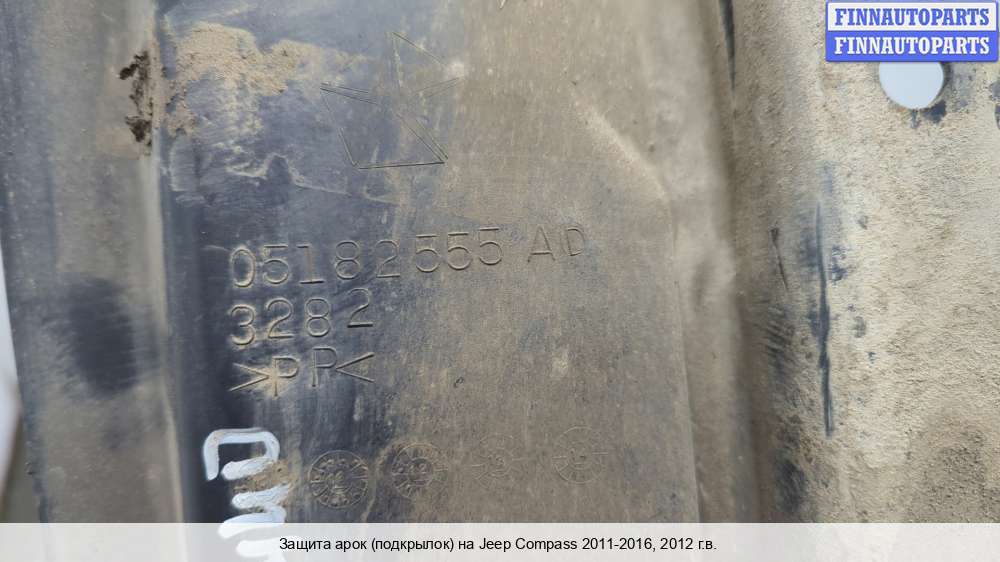 FINNAUTOPARTS
FINNAUTOPARTS
05182555 AD
3282
>PP<
Защита арок (подкрылок) на Jeep Compass 2011-2016, 2012 г.в.